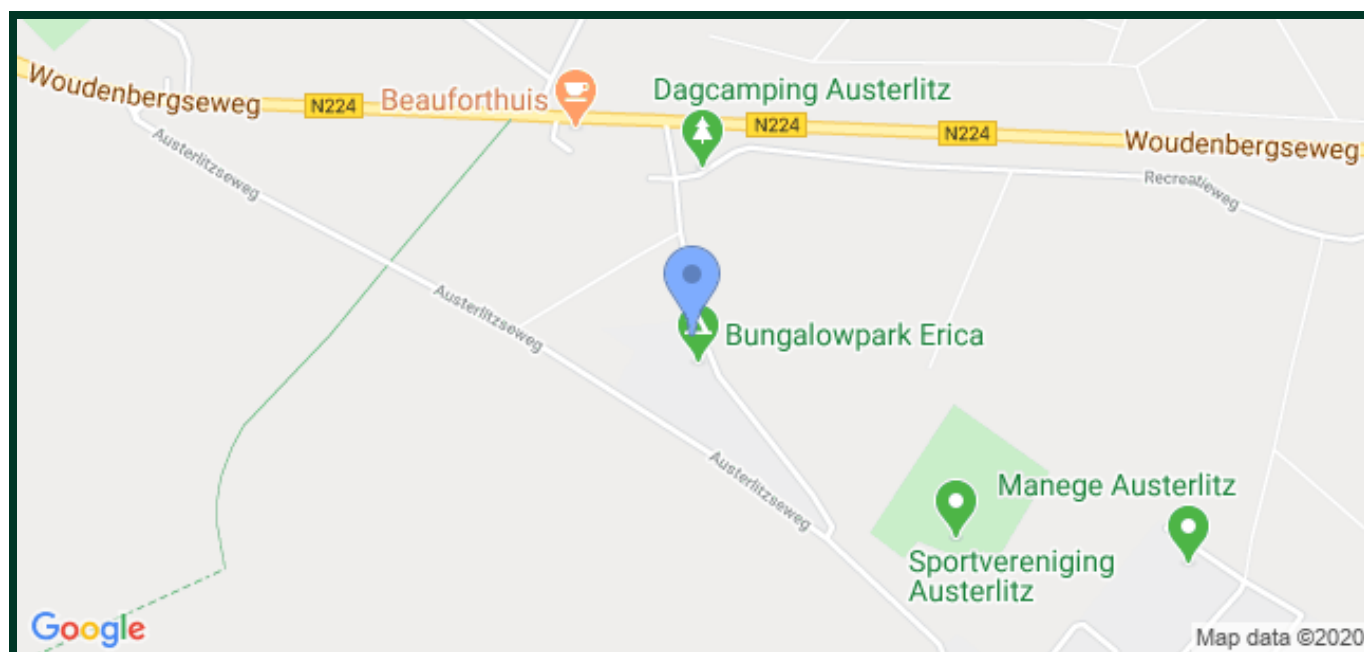 Woudenbergseweg
N224
Beauforthuis
Dagcamping Austerlitz
N224
N224
Woudenbergseweg
Austerlitzseweg
Recreatieweg
Austerlitzseweg
Bungalowpark Erica
Austerlitzseweg
Manege Austerlitz
Sportvereniging
Austerlitz
Google
Map data ©2020